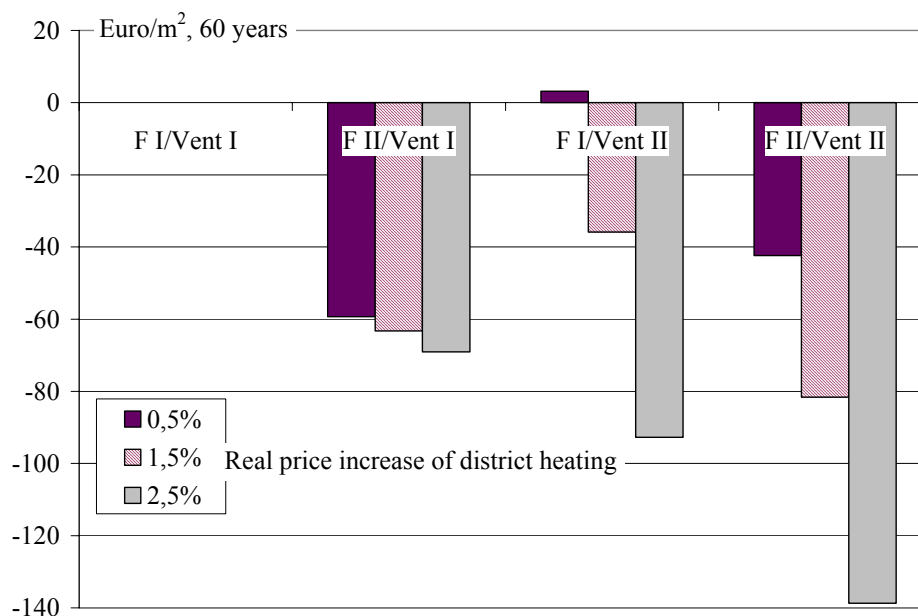 Euro/m², 60 years
20
0
F I/Vent I
F II/Vent I
F I/Vent II
F II/Vent II
-20
-40
-60
-80
0,5%
1,5%
Real price increase of district heating
-100
2,5%
-120
-140